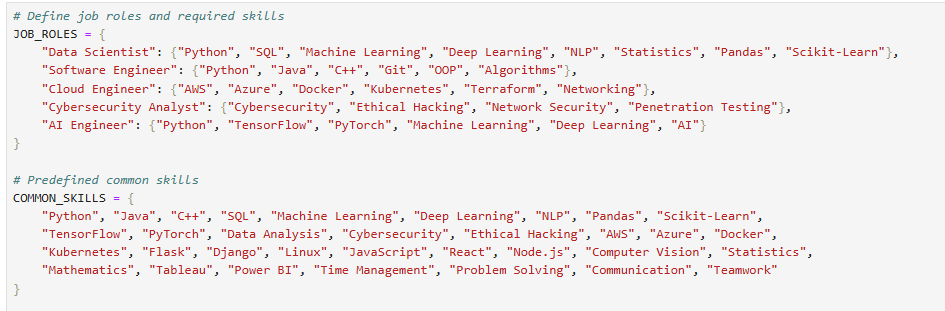 # Define job roles and required skills
JOB_ROLES = {
    "Data Scientist": {"Python", "SQL", "Machine Learning", "Deep Learning", "NLP", "Statistics", "Pandas", "Scikit-Learn"},
    "Software Engineer": {"Python", "Java", "C++", "Git", "OOP", "Algorithms"},
    "Cloud Engineer": {"AWS", "Azure", "Docker", "Kubernetes", "Terraform", "Networking"},
    "Cybersecurity Analyst": {"Cybersecurity", "Ethical Hacking", "Network Security", "Penetration Testing"},
    "AI Engineer": {"Python", "TensorFlow", "PyTorch", "Machine Learning", "Deep Learning", "AI"}
}

# Predefined common skills
COMMON_SKILLS = {
    "Python", "Java", "C++", "SQL", "Machine Learning", "Deep Learning", "NLP", "Pandas", "Scikit-Learn",
    "TensorFlow", "PyTorch", "Data Analysis", "Cybersecurity", "Ethical Hacking", "AWS", "Azure", "Docker",
    "Kubernetes", "Flask", "Django", "Linux", "JavaScript", "React", "Node.js", "Computer Vision", "Statistics",
    "Mathematics", "Tableau", "Power BI", "Time Management", "Problem Solving", "Communication", "Teamwork"
}